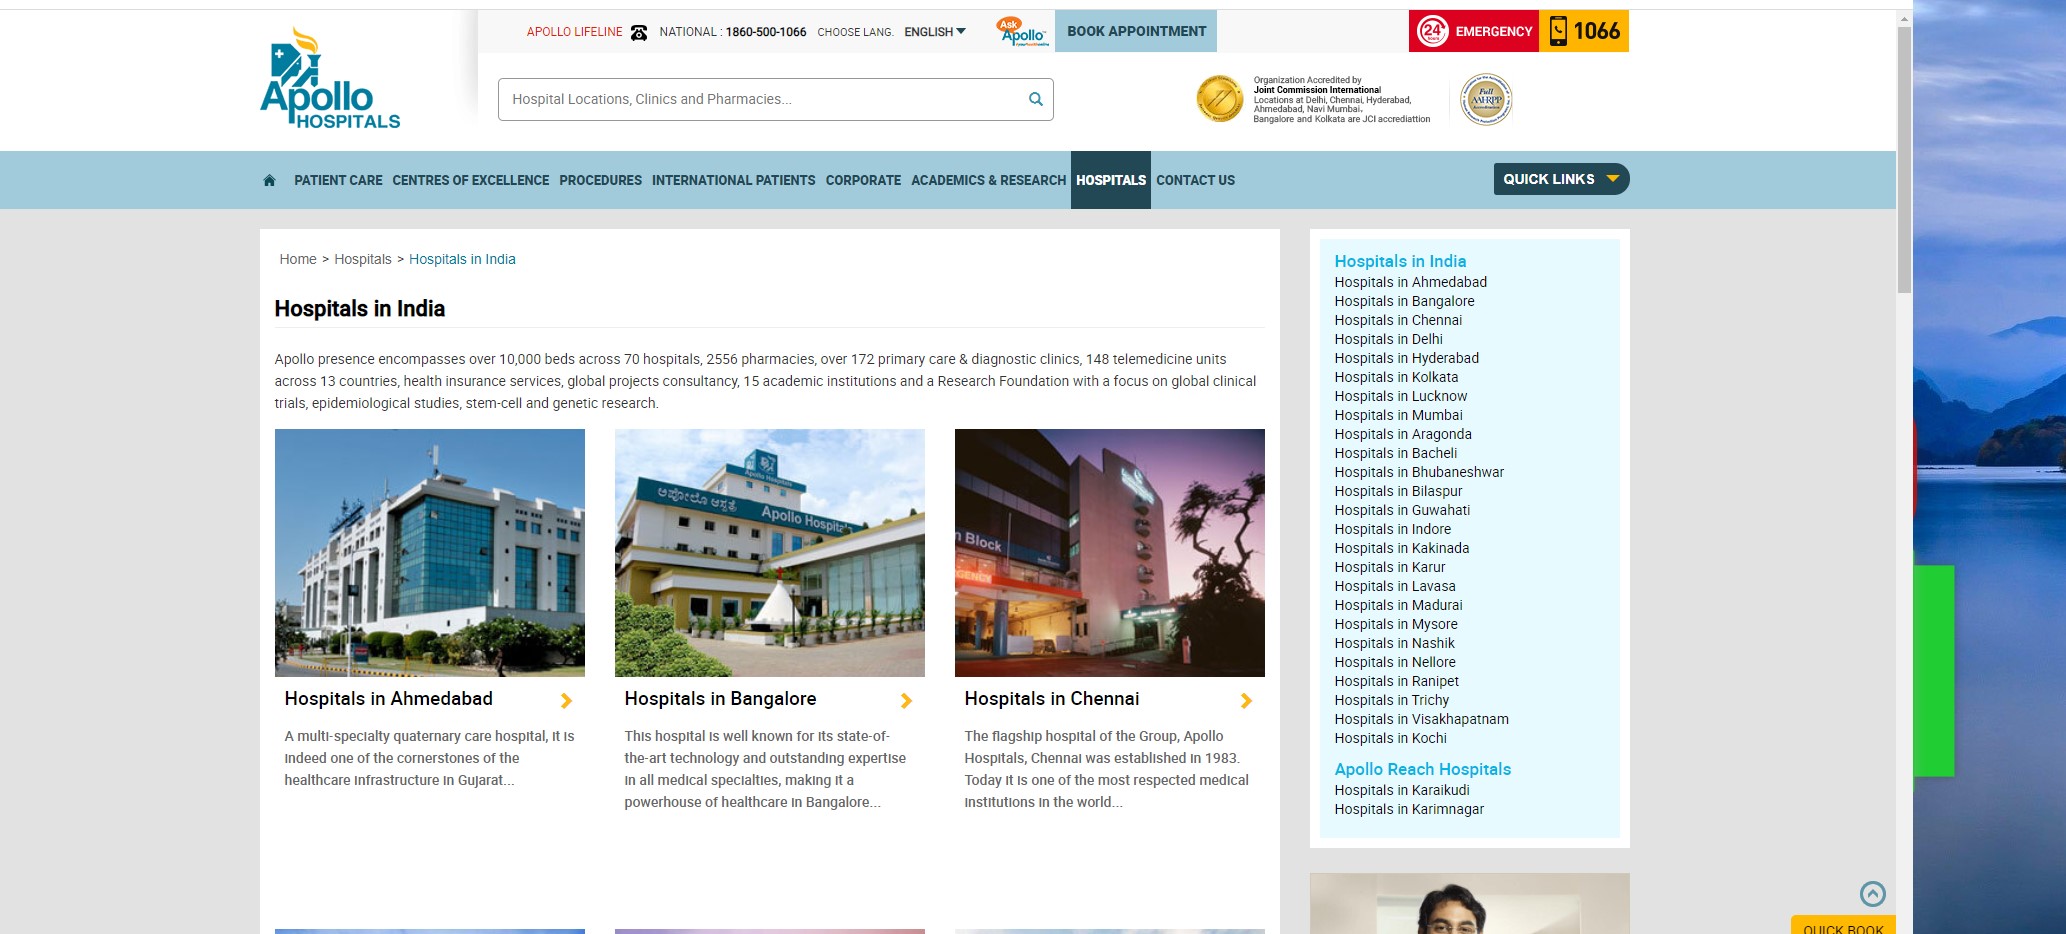 APOLLO LIFELINE NATIONAL : 1860-500-1066 CHOOSE LANG. ENGLISH Ask Apollo BOOK APPOINTMENT 24 hours EMERGENCY 1066
Apollo
HOSPITALS
Hospital Locations, Clinics and Pharmacies...
Organization Accredited by
Joint Commission International
Locations at Delhi, Chennai, Hyderabad,
Ahmedabad, Navi Mumbai.
Bangalore and Kolkata are JCI accrediattion
Full
AAHRPP
PATIENT CARE CENTRES OF EXCELLENCE PROCEDURES INTERNATIONAL PATIENTS CORPORATE ACADEMICS & RESEARCH HOSPITALS CONTACT US QUICK LINKS
Home > Hospitals > Hospitals in India
Hospitals in India
Apollo presence encompasses over 10,000 beds across 70 hospitals, 2556 pharmacies, over 172 primary care & diagnostic clinics, 148 telemedicine units
across 13 countries, health insurance services, global projects consultancy, 15 academic institutions and a Research Foundation with a focus on global clinical
trials, epidemiological studies, stem-cell and genetic research.
Apollo Hospitals
ಅಪೋಲೊ ಆಸ್ಪತ್ರೆ
Apollo Hospitals
n Block
RGENCY
Hospitals in Ahmedabad
A multi-specialty quaternary care hospital, it is
indeed one of the cornerstones of the
healthcare infrastructure in Gujarat...
Hospitals in Bangalore
This hospital is well known for its state-of-
the-art technology and outstanding expertise
in all medical specialties, making it a
powerhouse of healthcare in Bangalore...
Hospitals in Chennai
The flagship hospital of the Group, Apollo
Hospitals, Chennai was established in 1983.
Today it is one of the most respected medical
institutions in the world...
Hospitals in India
Hospitals in Ahmedabad
Hospitals in Bangalore
Hospitals in Chennai
Hospitals in Delhi
Hospitals in Hyderabad
Hospitals in Kolkata
Hospitals in Lucknow
Hospitals in Mumbai
Hospitals in Aragonda
Hospitals in Bacheli
Hospitals in Bhubaneshwar
Hospitals in Bilaspur
Hospitals in Guwahati
Hospitals in Indore
Hospitals in Kakinada
Hospitals in Karur
Hospitals in Lavasa
Hospitals in Madurai
Hospitals in Mysore
Hospitals in Nashik
Hospitals in Nellore
Hospitals in Ranipet
Hospitals in Trichy
Hospitals in Visakhapatnam
Hospitals in Kochi
Apollo Reach Hospitals
Hospitals in Karaikudi
Hospitals in Karimnagar
QUICK BOOK